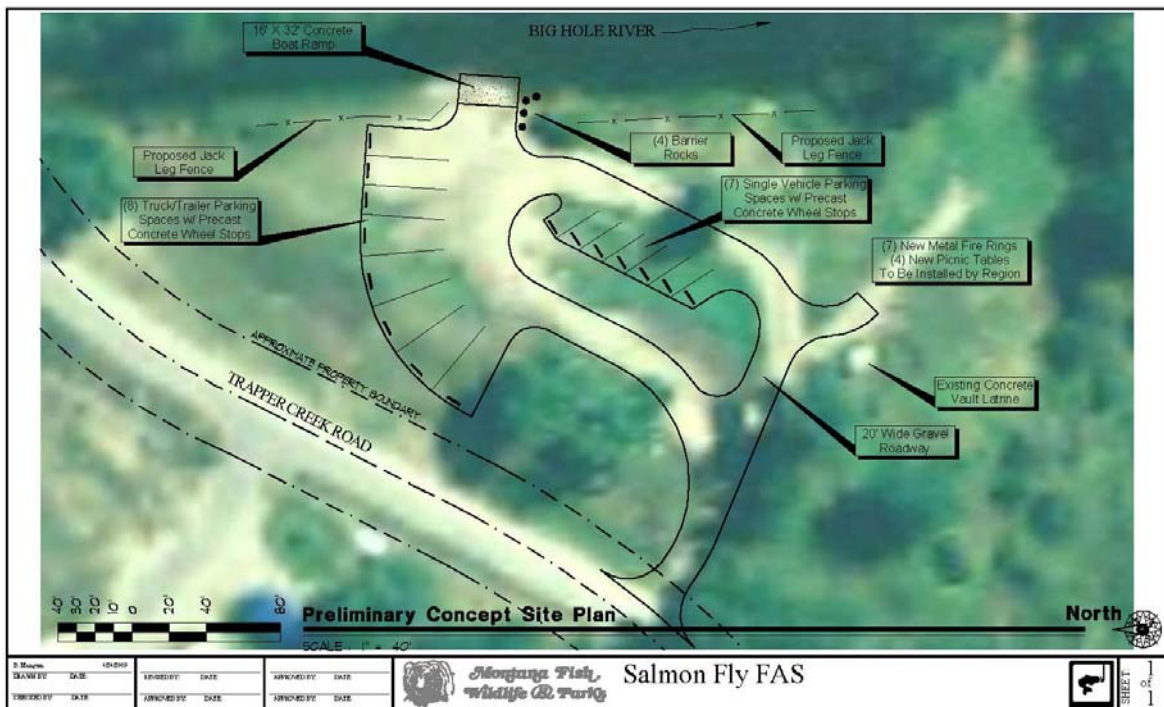 BIG HOLE RIVER
16' X 32' Concrete
Boat Ramp
Proposed Jack
Leg Fence
(4) Barrier
Rocks
Proposed Jack
Leg Fence
(8) Truck/Trailer Parking
Spaces w/ Precast
Concrete Wheel Stops
(7) Single Vehicle Parking
Spaces w/ Precast
Concrete Wheel Stops
(7) New Metal Fire Rings
(4) New Picnic Tables
To Be Installed by Region
APPROXIMATE PROPERTY BOUNDARY
TRAPPER CREEK ROAD
Existing Concrete
Vault Latrine
20' Wide Gravel
Roadway
40' 30' 20' 10' 0 20' 40' 80'
Preliminary Concept Site Plan
North
SCALE : 1" = 40'
DRAWN BY: DATE:
CHECKED BY: DATE:
REVISED BY: DATE:
APPROVED BY: DATE:
APPROVED BY: DATE:
APPROVED BY: DATE:
Montana Fish,
Wildlife & Parks
Salmon Fly FAS
SHEET
1
of
1